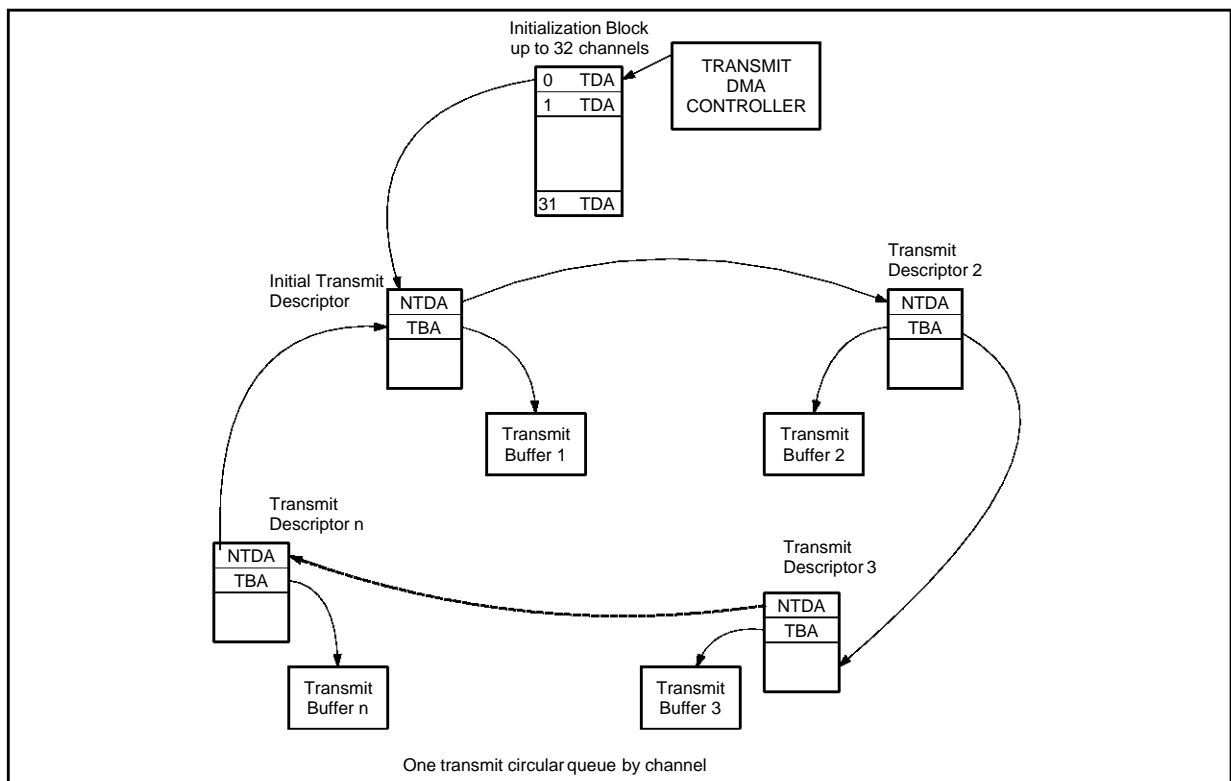 Initialization Block
up to 32 channels
TRANSMIT
DMA
CONTROLLER
0 TDA
1 TDA
31 TDA
Initial Transmit
Descriptor
NTDA
TBA
Transmit
Descriptor 2
NTDA
TBA
Transmit
Buffer 1
Transmit
Buffer 2
Transmit
Descriptor n
NTDA
TBA
Transmit
Descriptor 3
NTDA
TBA
Transmit
Buffer n
Transmit
Buffer 3
One transmit circular queue by channel